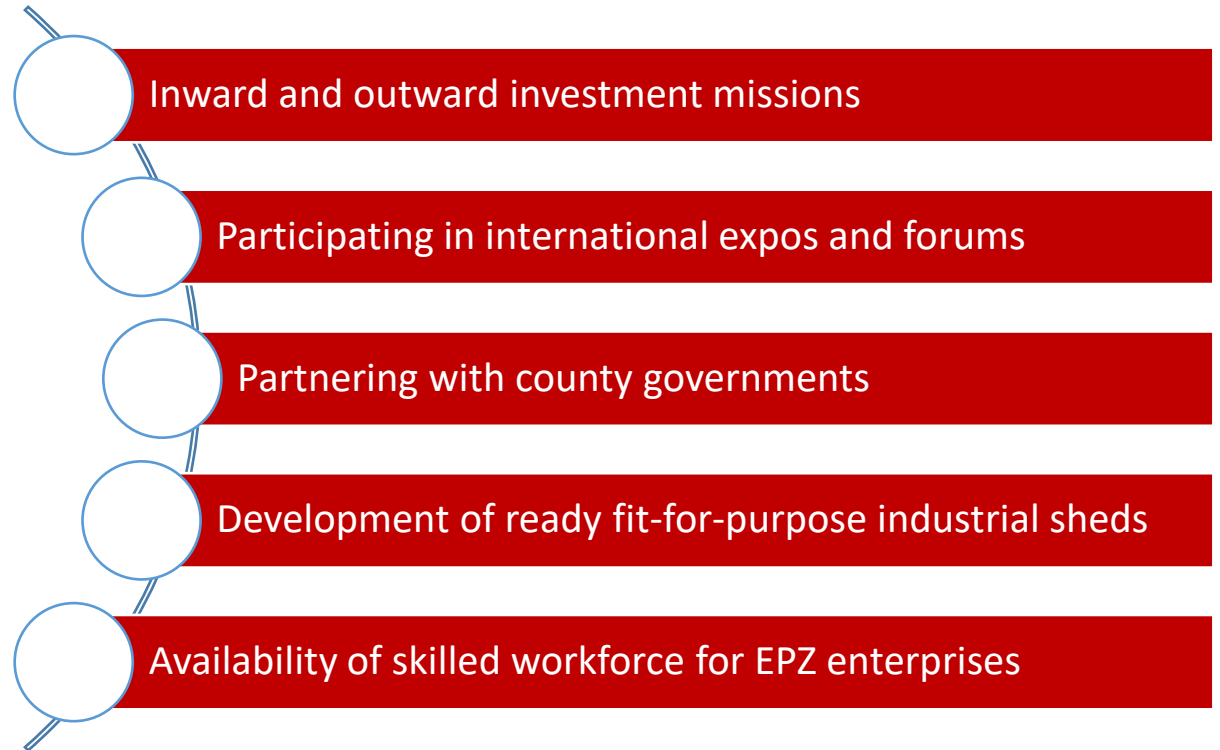 Inward and outward investment missions
Participating in international expos and forums
Partnering with county governments
Development of ready fit-for-purpose industrial sheds
Availability of skilled workforce for EPZ enterprises